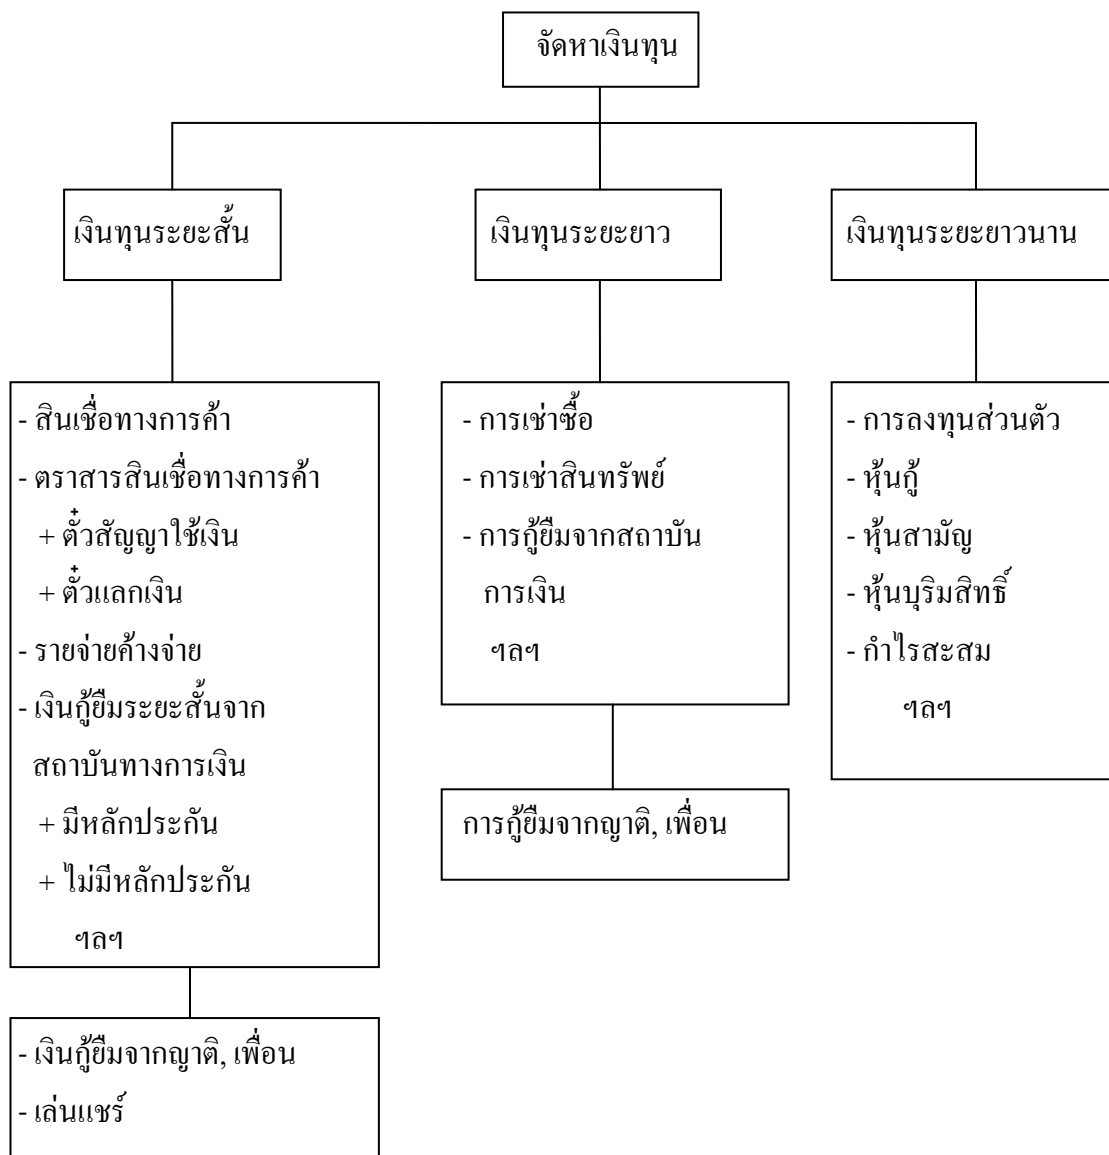 จัดหาเงินทุน
เงินทุนระยะสั้น
เงินทุนระยะยาว
เงินทุนระยะยาวนาน
- สินเชื่อทางการค้า
- ตราสารสินเชื่อทางการค้า
+ ตั๋วสัญญาใช้เงิน
+ ตั๋วแลกเงิน
- รายจ่ายค้างจ่าย
- เงินกู้ยืมระยะสั้นจาก
สถาบันทางการเงิน
+ มีหลักประกัน
+ ไม่มีหลักประกัน
ฯลฯ
- เงินกู้ยืมจากญาติ, เพื่อน
- เล่นแชร์
- การเช่าซื้อ
- การเช่าสินทรัพย์
- การกู้ยืมจากสถาบัน
การเงิน
ฯลฯ
การกู้ยืมจากญาติ, เพื่อน
- การลงทุนส่วนตัว
- หุ้นกู้
- หุ้นสามัญ
- หุ้นบุริมสิทธิ์
- กำไรสะสม
ฯลฯ